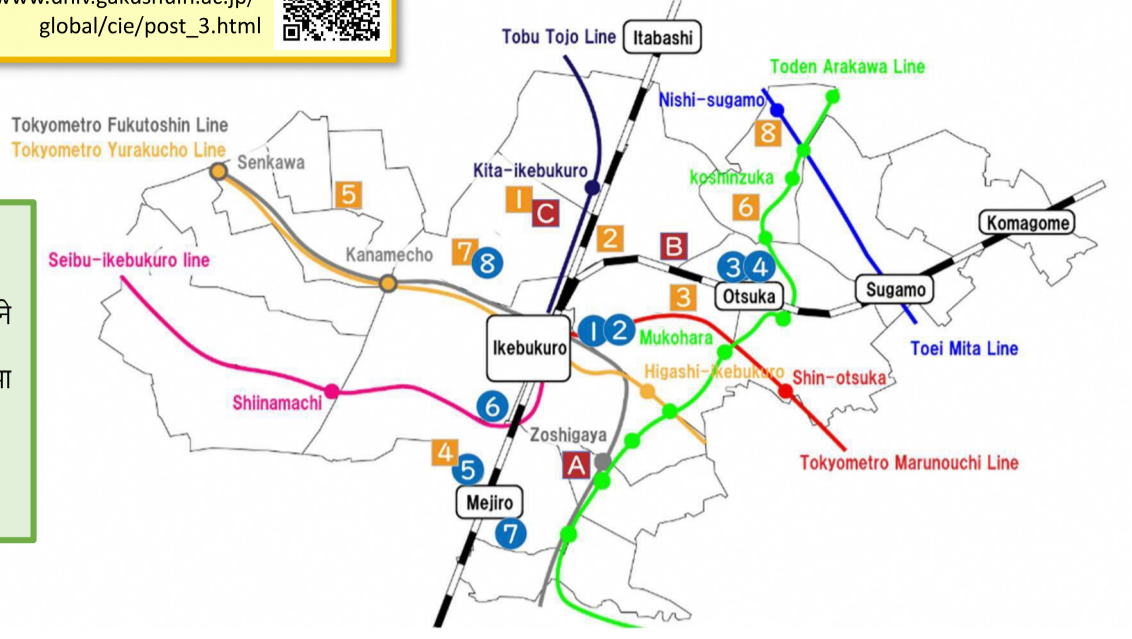 global/cie/post_3.html
Tobu Tojo Line
Itabashi
Toden Arakawa Line
Nishi-sugamo
8
Tokyometro Fukutoshin Line
Tokyometro Yurakucho Line
Senkawa
5
Kita-ikebukuro
1
C
koshinzuka
6
Komagome
Seibu-ikebukuro line
Kanamecho
7
8
2
B
3
4
Otsuka
Sugamo
3
Ikebukuro
1
2
Mukohara
Toei Mita Line
Higashi-ikebukuro
Shin-otsuka
Shiinamachi
6
Zoshigaya
A
4
5
Tokyometro Marunouchi Line
Mejiro
7